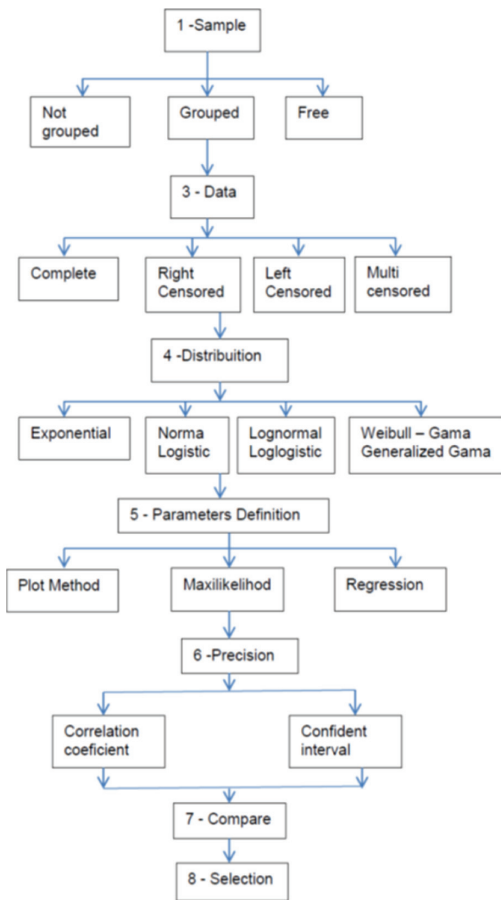 1 -Sample
Not
grouped
Grouped
Free
3 - Data
Complete
Right
Censored
Left
Censored
Multi
censored
4 -Distribuition
Exponential
Norma
Logistic
Lognormal
Loglogistic
Weibull – Gama
Generalized Gama
5 - Parameters Definition
Plot Method
Maxilikelihod
Regression
6 -Precision
Correlation
coeficient
Confident
interval
7 - Compare
8 - Selection